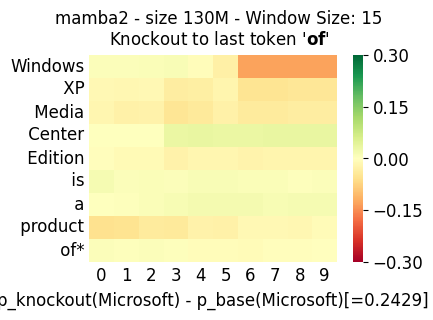 mamba2 - size 130M - Window Size: 15
Knockout to last token 'of'
Windows
XP
Media
Center
Edition
is
a
product
of*
0 1 2 3 4 5 6 7 8 9
0.30
0.15
0.00
−0.15
−0.30
p_knockout(Microsoft) - p_base(Microsoft)[=0.2429]